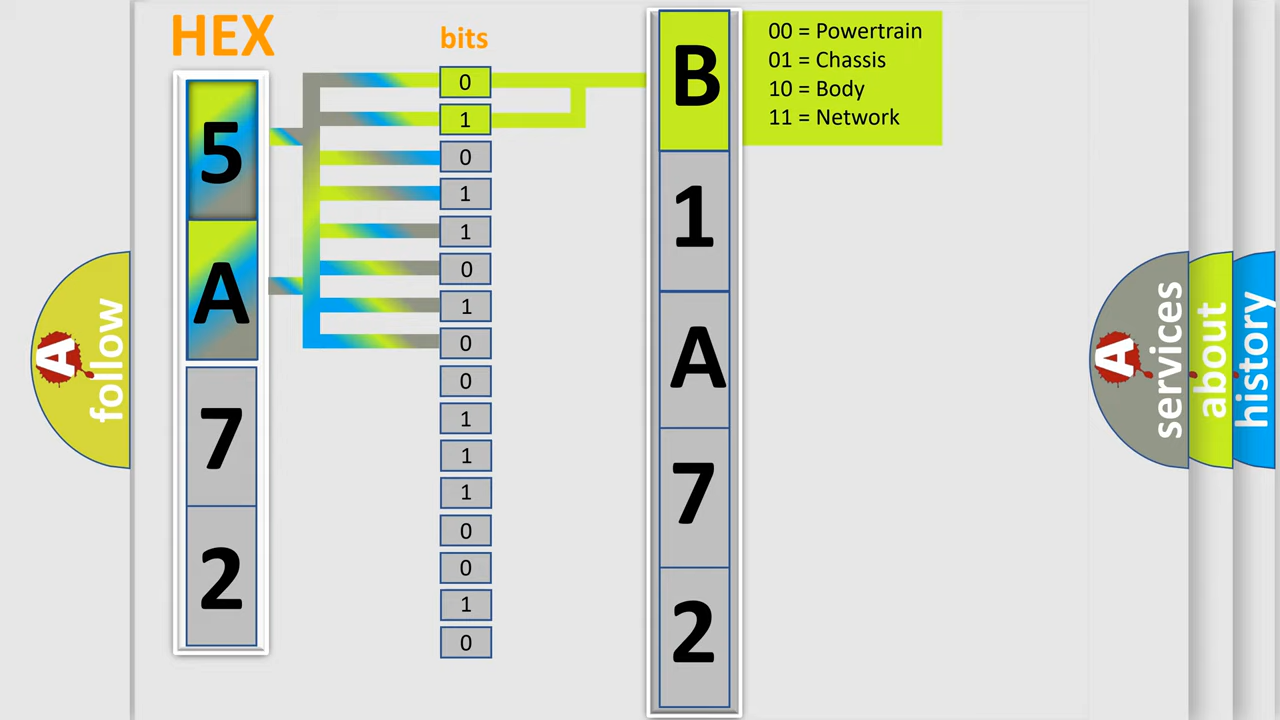 HEX
bits
5
A
7
2
0
1
0
1
1
0
1
0
0
1
1
1
0
0
1
0
B
1
A
7
2
00 = Powertrain
01 = Chassis
10 = Body
11 = Network
A follow
A services
about
history